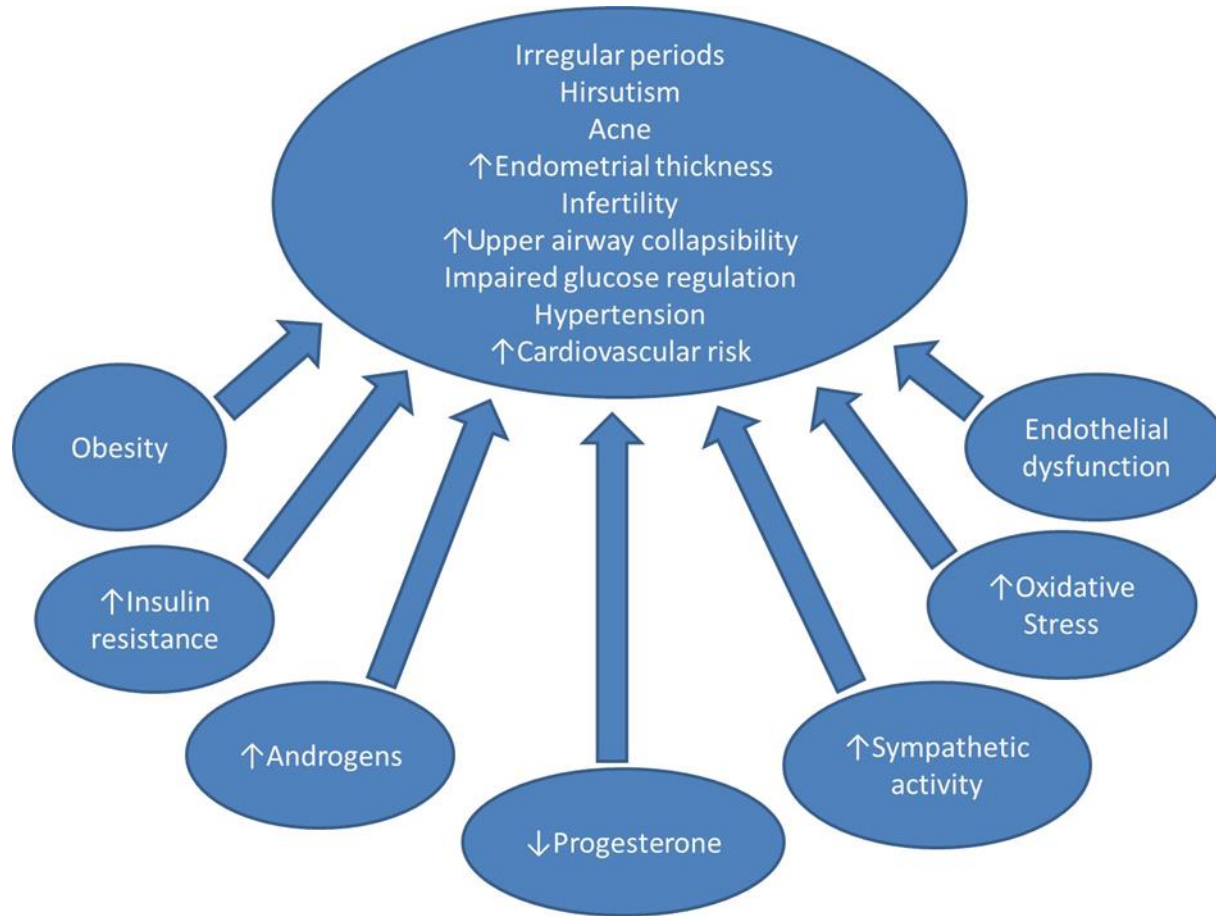 Irregular periods
Hirsutism
Acne
↑Endometrial thickness
Infertility
↑Upper airway collapsibility
Impaired glucose regulation
Hypertension
↑Cardiovascular risk
Obesity
Endothelial
dysfunction
↑Insulin
resistance
↑Oxidative
Stress
↑Androgens
↑Sympathetic
activity
↓Progesterone